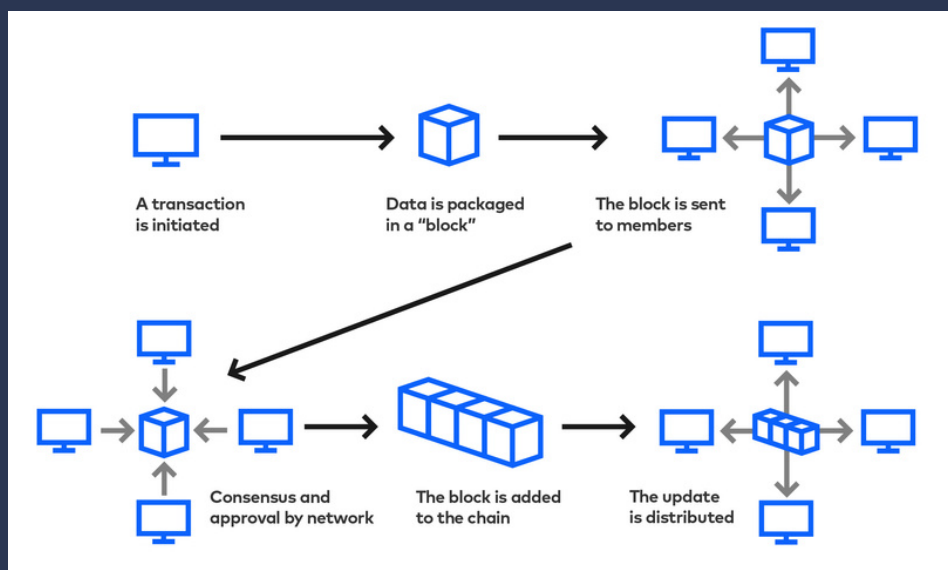 A transaction
is initiated
Data is packaged
in a “block”
The block is sent
to members
Consensus and
approval by network
The block is added
to the chain
The update
is distributed